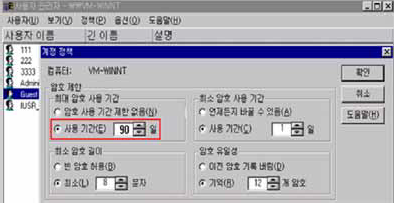 사용자 관리자 - WVM-WINNT
사용자(U) 보기(V) 정책(P) 옵션(O) 도움말(H)
사용자 이름 긴 이름 설명
111
222
3333
Admini
Guest
IUSR_
계정 정책
컴퓨터: VM-WINNT
확인
취소
도움말(H)
암호 제한
최대 암호 사용 기간
암호 사용 기간 제한 없음(N)
사용 기간(E) 90 일
최소 암호 사용 기간
언제든지 바꿀 수 있음(A)
사용 기간(C) 1 일
최소 암호 길이
빈 암호 허용(B)
최소(L) 8 문자
암호 유일성
이전 암호 기록 버림(D)
기억(R) 12 개 암호